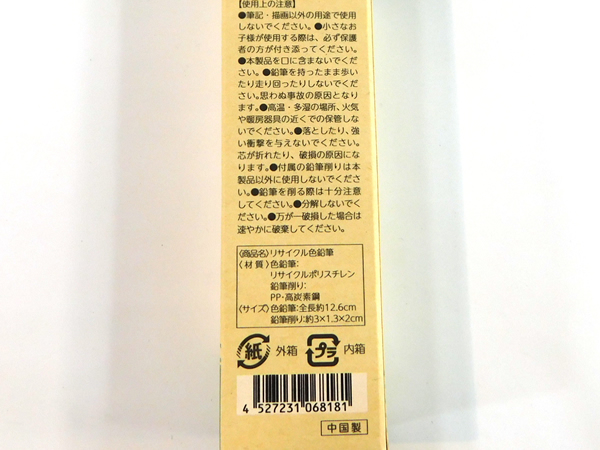 【使用上の注意】
●筆記・描画以外の用途で使用
しないでください。●小さなお
子様が使用する際は、必ず保護
者の方が付き添ってください。
●本製品を口に含まないでくだ
さい。●鉛筆を持ったまま歩い
たり走り回ったりしないでくだ
さい。思わぬ事故の原因となり
ます。●高温・多湿の場所、火気
や暖房器具の近くでの保管しな
いでください。●落としたり、強
い衝撃を与えないでください。
芯が折れたり、破損の原因にな
ります。●付属の鉛筆削りは本
製品以外に使用しないでくださ
い。●鉛筆を削る際は十分注意
してください。●分解しないでく
ださい。●万が一破損した場合は
速やかに破棄してください。
〈商品名〉リサイクル色鉛筆
〈材質〉色鉛筆:
リサイクルポリスチレン
鉛筆削り:
PP・高炭素鋼
〈サイズ〉色鉛筆:全長約12.6cm
鉛筆削り:約3×1.3×2cm
紙 外箱 プラ 内箱
4 527231 068181
中国製